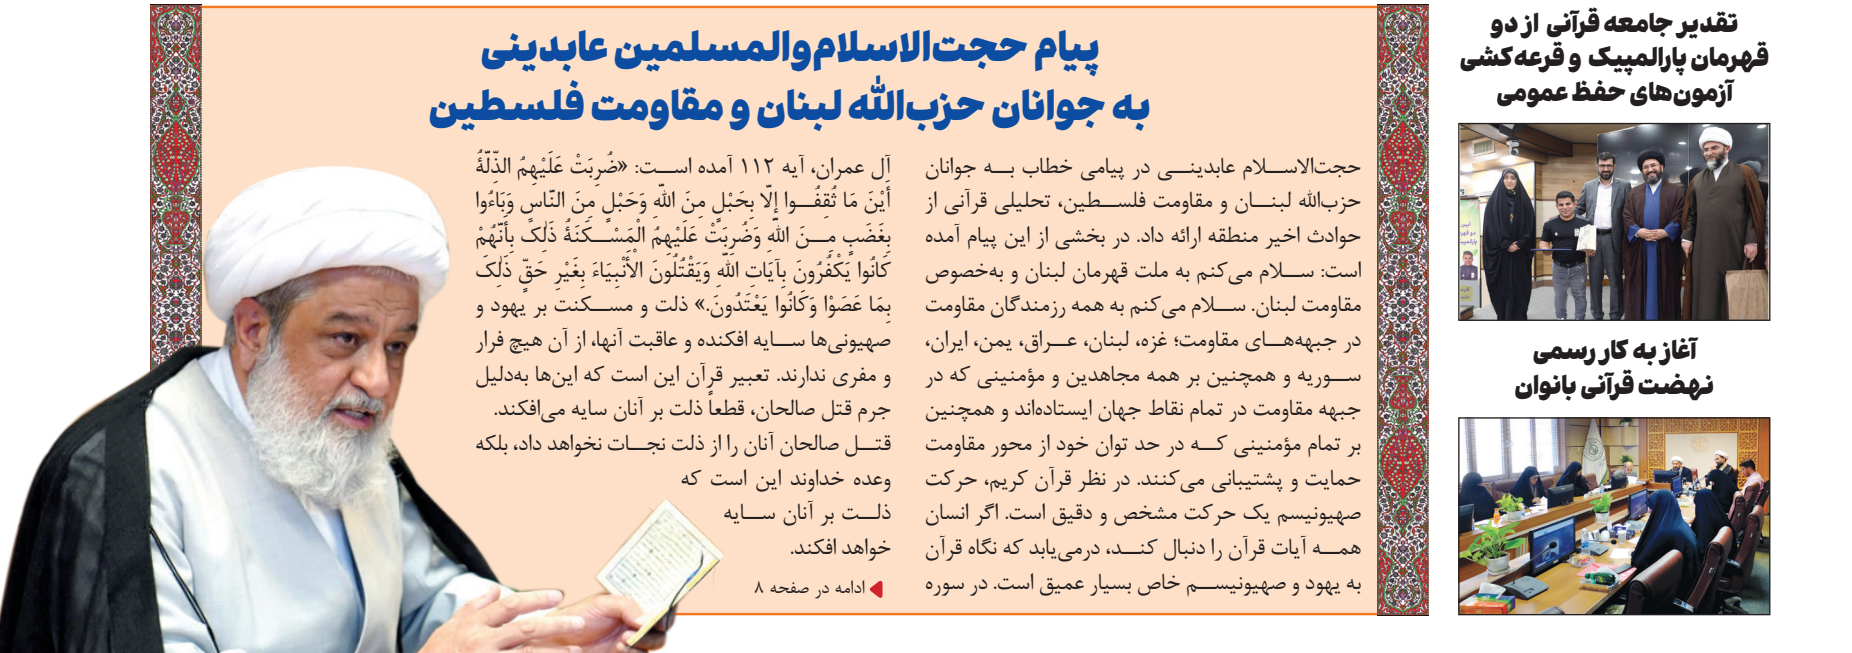 تقدیر جامعه قرآنی از دو
قهرمان پارالمپیک و قرعه‌کشی
آزمون‌های حفظ عمومی
آغاز به کار رسمی
نهضت قرآنی بانوان
پیام حجت‌الاسلام‌والمسلمین عابدینی
به جوانان حزب‌الله لبنان و مقاومت فلسطین
حجت‌الاسلام عابدینی در پیامی خطاب به جوانان
حزب‌الله لبنان و مقاومت فلسطین، تحلیلی قرآنی از
حوادث اخیر منطقه ارائه داد. در بخشی از این پیام آمده
است: سلام می‌کنم به ملت قهرمان لبنان و به‌خصوص
مقاومت لبنان. سلام می‌کنم به همه رزمندگان مقاومت
در جبهه‌های مقاومت؛ غزه، لبنان، عراق، یمن، ایران،
سوریه و همچنین بر همه مجاهدین و مؤمنینی که در
جبهه مقاومت در تمام نقاط جهان ایستاده‌اند و همچنین
بر تمام مؤمنینی که در حد توان خود از محور مقاومت
حمایت و پشتیبانی می‌کنند. در نظر قرآن کریم، حرکت
صهیونیسم یک حرکت مشخص و دقیق است. اگر انسان
همه آیات قرآن را دنبال کند، درمی‌یابد که نگاه قرآن
به یهود و صهیونیسم خاص بسیار عمیق است. در سوره
آل عمران، آیه ۱۱۲ آمده است: «ضُرِبَتْ عَلَيْهِمُ الذِّلَّةُ
أَيْنَ مَا ثُقِفُوا إِلَّا بِحَبْلٍ مِنَ اللَّهِ وَحَبْلٍ مِنَ النَّاسِ وَبَاءُوا
بِغَضَبٍ مِنَ اللَّهِ وَضُرِبَتْ عَلَيْهِمُ الْمَسْكَنَةُ ذَلِكَ بِأَنَّهُمْ
كَانُوا يَكْفُرُونَ بِآيَاتِ اللَّهِ وَيَقْتُلُونَ الْأَنْبِيَاءَ بِغَيْرِ حَقٍّ ذَلِكَ
بِمَا عَصَوْا وَكَانُوا يَعْتَدُونَ.» ذلت و مسکنت بر یهود و
صهیونی‌ها سایه افکنده و عاقبت آنها، از آن هیچ فرار
و مفری ندارند. تعبیر قرآن این است که این‌ها به‌دلیل
جرم قتل صالحان، قطعاً ذلت بر آنان سایه می‌افکند.
قتل صالحان آنان را از ذلت نجات نخواهد داد، بلکه
وعده خداوند این است که
ذلت بر آنان سایه
خواهد افکند.
ادامه در صفحه ۸